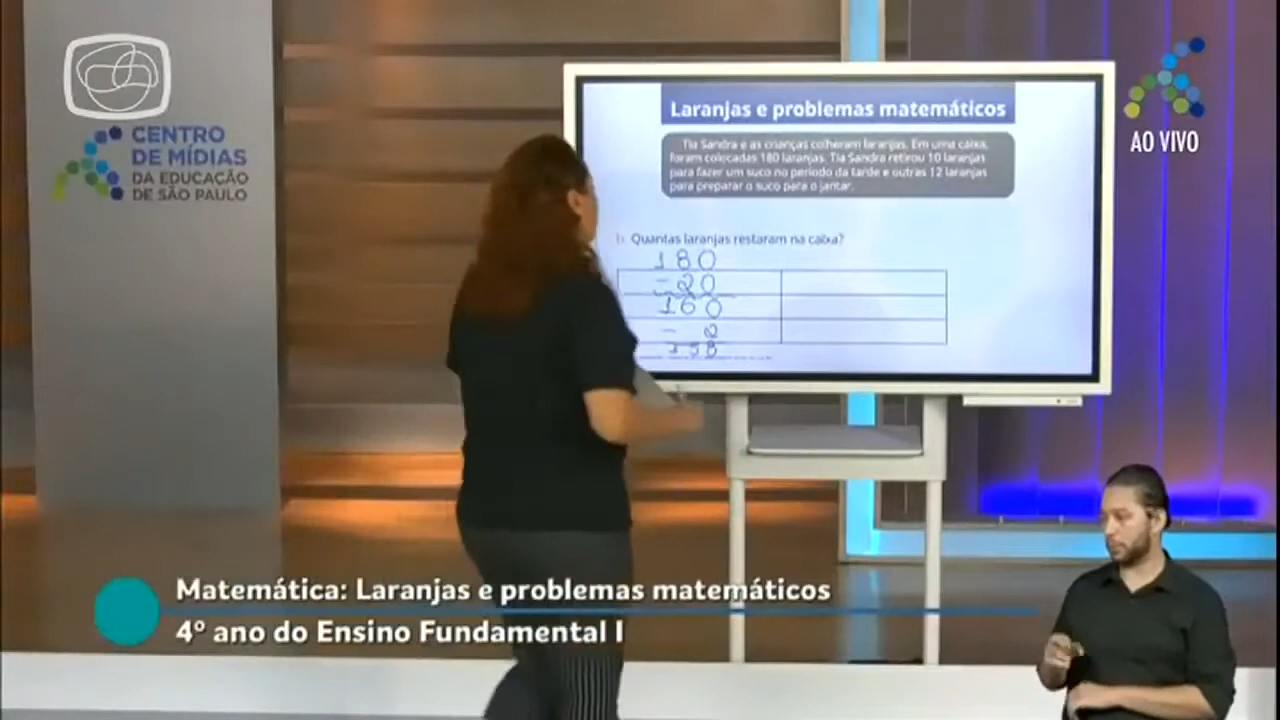 CENTRO
DE MÍDIAS
DA EDUCAÇÃO
DE SÃO PAULO
Laranjas e problemas matemáticos
Tia Sandra e as crianças colheram laranjas. Em uma caixa,
foram colocadas 180 laranjas. Tia Sandra retirou 10 laranjas
para fazer um suco no período da tarde e outras 12 laranjas
para preparar o suco para o jantar.
AO VIVO
b. Quantas laranjas restaram na caixa?
180
- 20
160
- 2
158
Matemática: Laranjas e problemas matemáticos
4º ano do Ensino Fundamental I